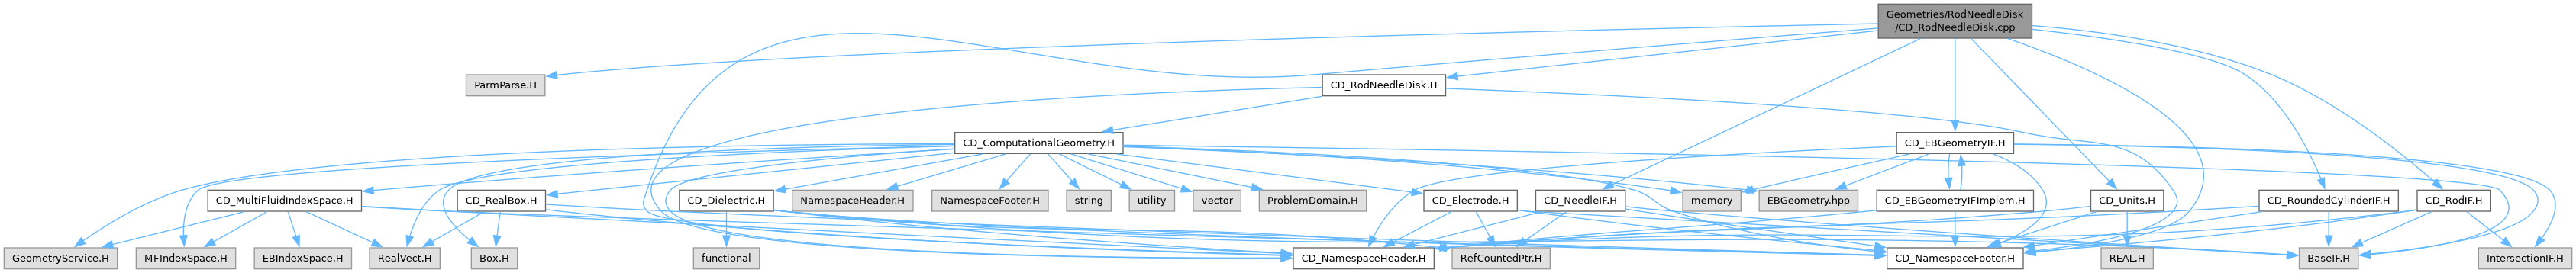 Geometries/RodNeedleDisk
/CD_RodNeedleDisk.cpp
ParmParse.H
CD_RodNeedleDisk.H
CD_ComputationalGeometry.H
CD_EBGeometryIF.H
CD_MultiFluidIndexSpace.H
CD_RealBox.H
CD_Dielectric.H
NamespaceHeader.H
NamespaceFooter.H
string
utility
vector
ProblemDomain.H
CD_Electrode.H
CD_NeedleIF.H
memory
EBGeometry.hpp
CD_EBGeometryIFImplem.H
CD_Units.H
CD_RoundedCylinderIF.H
CD_RodIF.H
GeometryService.H
MFIndexSpace.H
EBIndexSpace.H
RealVect.H
Box.H
functional
CD_NamespaceHeader.H
RefCountedPtr.H
CD_NamespaceFooter.H
REAL.H
BaseIF.H
IntersectionIF.H